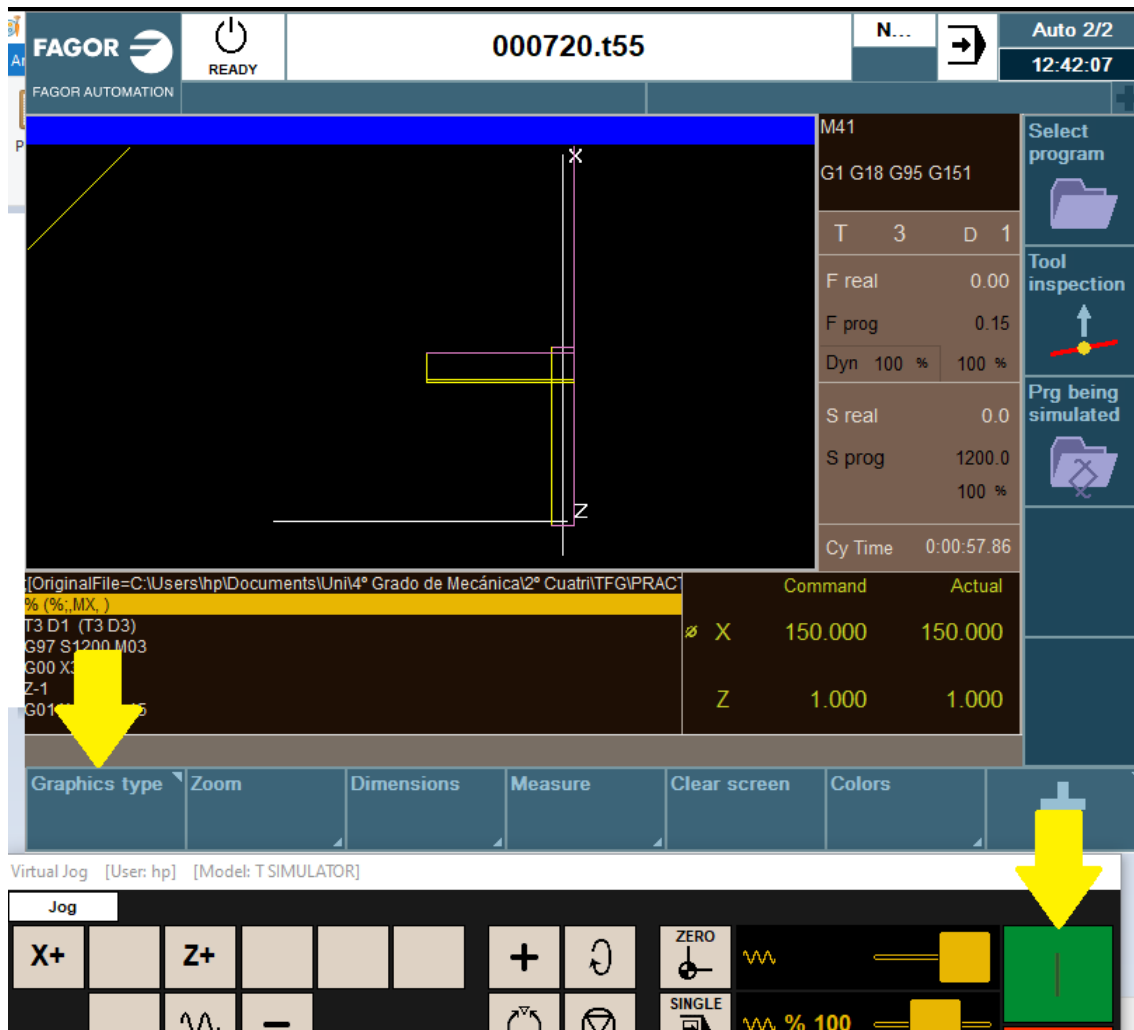 FAGOR
FAGOR AUTOMATION
READY
000720.t55
N...
Auto 2/2
12:42:07
M41
G1 G18 G95 G151
T 3 D 1
F real 0.00
F prog 0.15
Dyn 100 % 100 %
S real 0.0
S prog 1200.0
100 %
Cy Time 0:00:57.86
Select
program
Tool
inspection
Prg being
simulated
X
Z
[OriginalFile=C:\Users\hp\Documents\Uni\4º Grado de Mecánica\2º Cuatri\TFG\PRACT
% (%;,MX, )
T3 D1 (T3 D3)
G97 S1200 M03
G00
Z-1
G01
Command Actual
Ø X 150.000 150.000
Z 1.000 1.000
Graphics type
Zoom
Dimensions
Measure
Clear screen
Colors
Virtual Jog [User: hp] [Model: T SIMULATOR]
Jog
X+
Z+
+
ZERO
−
SINGLE
% 100